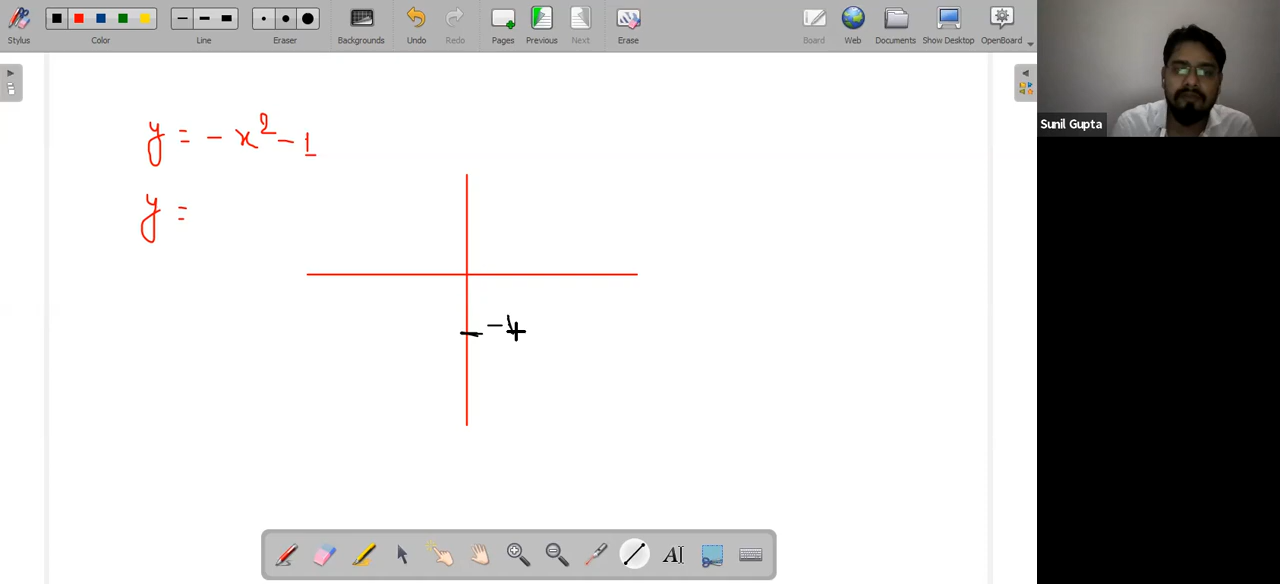 Stylus
Color
Line
Eraser
Backgrounds
Undo
Redo
Pages
Previous
Next
Erase
Board
Web
Documents
Show Desktop
OpenBoard
Sunil Gupta
y = - x² - 1
y =
-4
AI